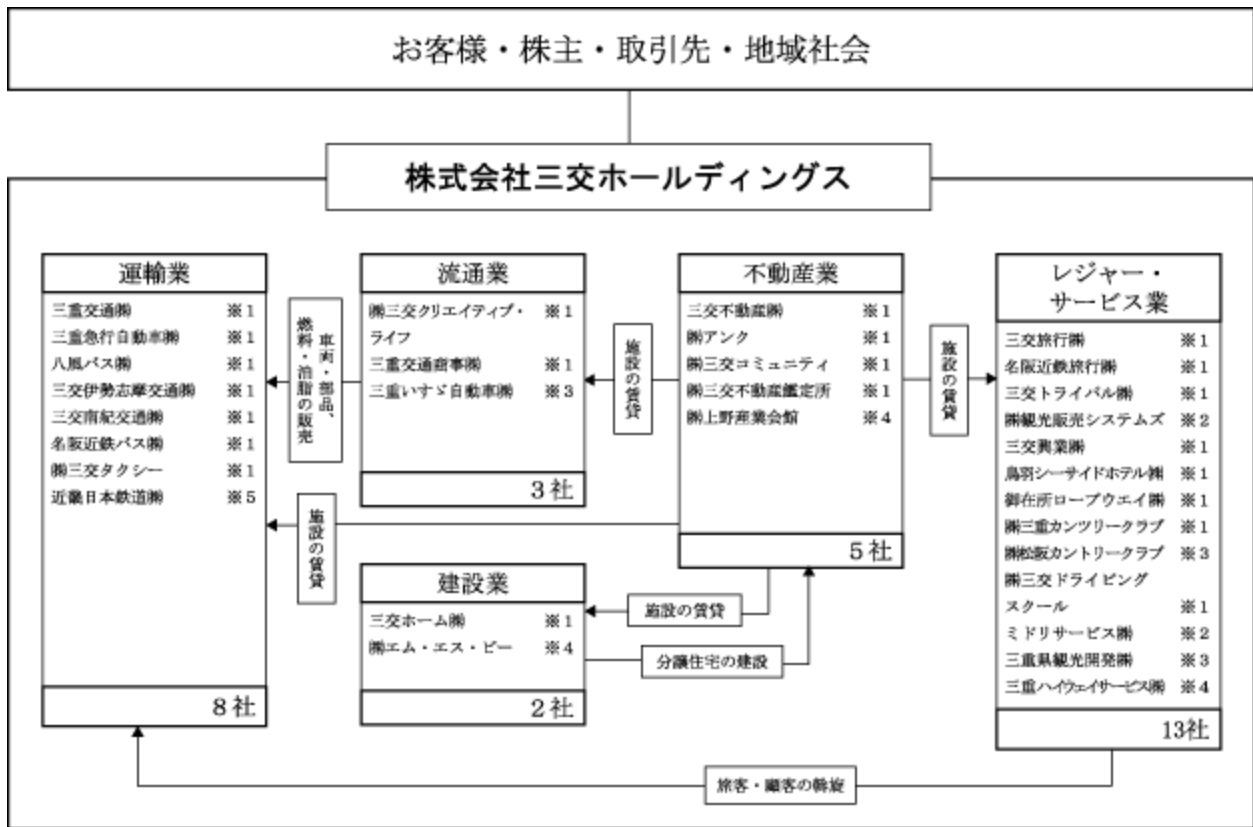 お客様・株主・取引先・地域社会
株式会社三交ホールディングス
運輸業
三重交通㈱ ※1
三重急行自動車㈱ ※1
八風バス㈱ ※1
三交伊勢志摩交通㈱ ※1
三交南紀交通㈱ ※1
名阪近鉄バス㈱ ※1
㈱三交タクシー ※1
近畿日本鉄道㈱ ※5
8社
車両・部品、
燃料・油脂の販売
施設の賃貸
流通業
㈱三交クリエイティブ・ ※1
ライフ
三重交通商事㈱ ※1
三重いすゞ自動車㈱ ※3
3社
施設の賃貸
建設業
三交ホーム㈱ ※1
㈱エム・エス・ピー ※4
2社
施設の賃貸
分譲住宅の建設
不動産業
三交不動産㈱ ※1
㈱アンク ※1
㈱三交コミュニティ ※1
㈱三交不動産鑑定所 ※1
㈱上野産業会館 ※4
5社
施設の賃貸
レジャー・
サービス業
三交旅行㈱ ※1
名阪近鉄旅行㈱ ※1
三交トライパル㈱ ※1
㈱観光販売システムズ ※2
三交興業㈱ ※1
鳥羽シーサイドホテル㈱ ※1
御在所ロープウエイ㈱ ※1
㈱三重カンツリークラブ ※1
㈱松阪カントリークラブ ※3
㈱三交ドライビング
スクール ※1
ミドリサービス㈱ ※2
三重県観光開発㈱ ※3
三重ハイウェイサービス㈱ ※4
13社
旅客・顧客の斡旋